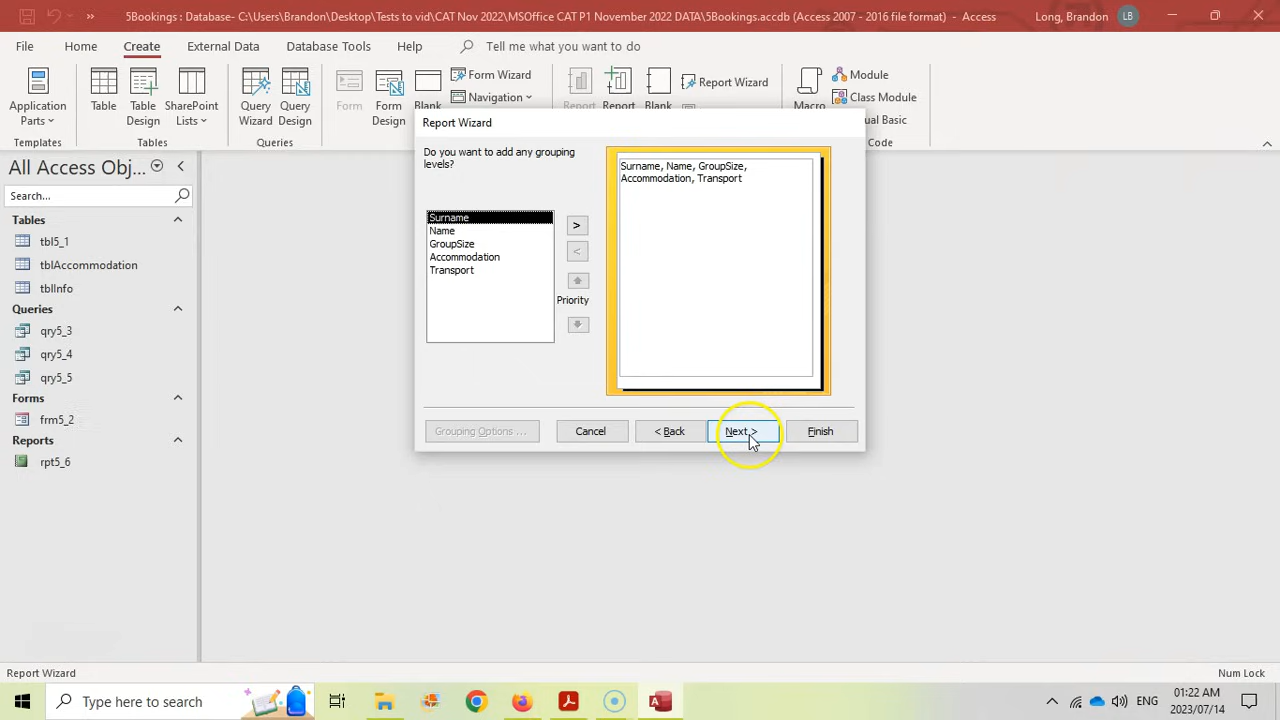 5Bookings : Database- C:\Users\Brandon\Desktop\Tests to vid\CAT Nov 2022\MSOffice CAT P1 November 2022 DATA\5Bookings.accdb (Access 2007 - 2016 file format) - Access
Long, Brandon LB
File Home Create External Data Database Tools Help Tell me what you want to do
Application Parts
Table
Table Design
SharePoint Lists
Query Wizard
Query Design
Form
Form Design
Blank
Form Wizard
Navigation
Report
Report
Blank
Report Wizard
Macro
Module
Class Module
ual Basic
Templates Tables Queries Code
All Access Obj...
Search...
Tables
tbl5_1
tblAccommodation
tblInfo
Queries
qry5_3
qry5_4
qry5_5
Forms
frm5_2
Reports
rpt5_6
Report Wizard
Do you want to add any grouping
levels?
Surname
Name
GroupSize
Accommodation
Transport
>
<
Priority
Surname, Name, GroupSize,
Accommodation, Transport
Grouping Options ... Cancel < Back Next > Finish
Report Wizard Num Lock
Type here to search
ENG
01:22 AM
2023/07/14